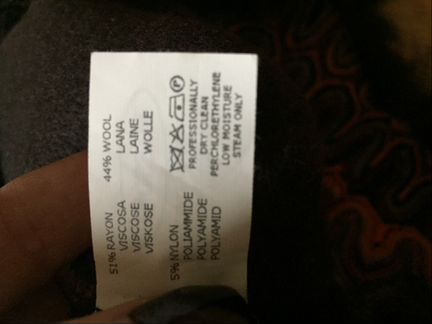 51% RAYON 44% WOOL
VISCOSA LANA
VISCOSE LAINE
VISKOSE WOLLE
5% NYLON
POLIAMMIDE
POLYAMIDE
POLYAMID
P
PROFESSIONALLY
DRY CLEAN
PERCHLORETHYLENE
LOW MOISTURE
STEAM ONLY